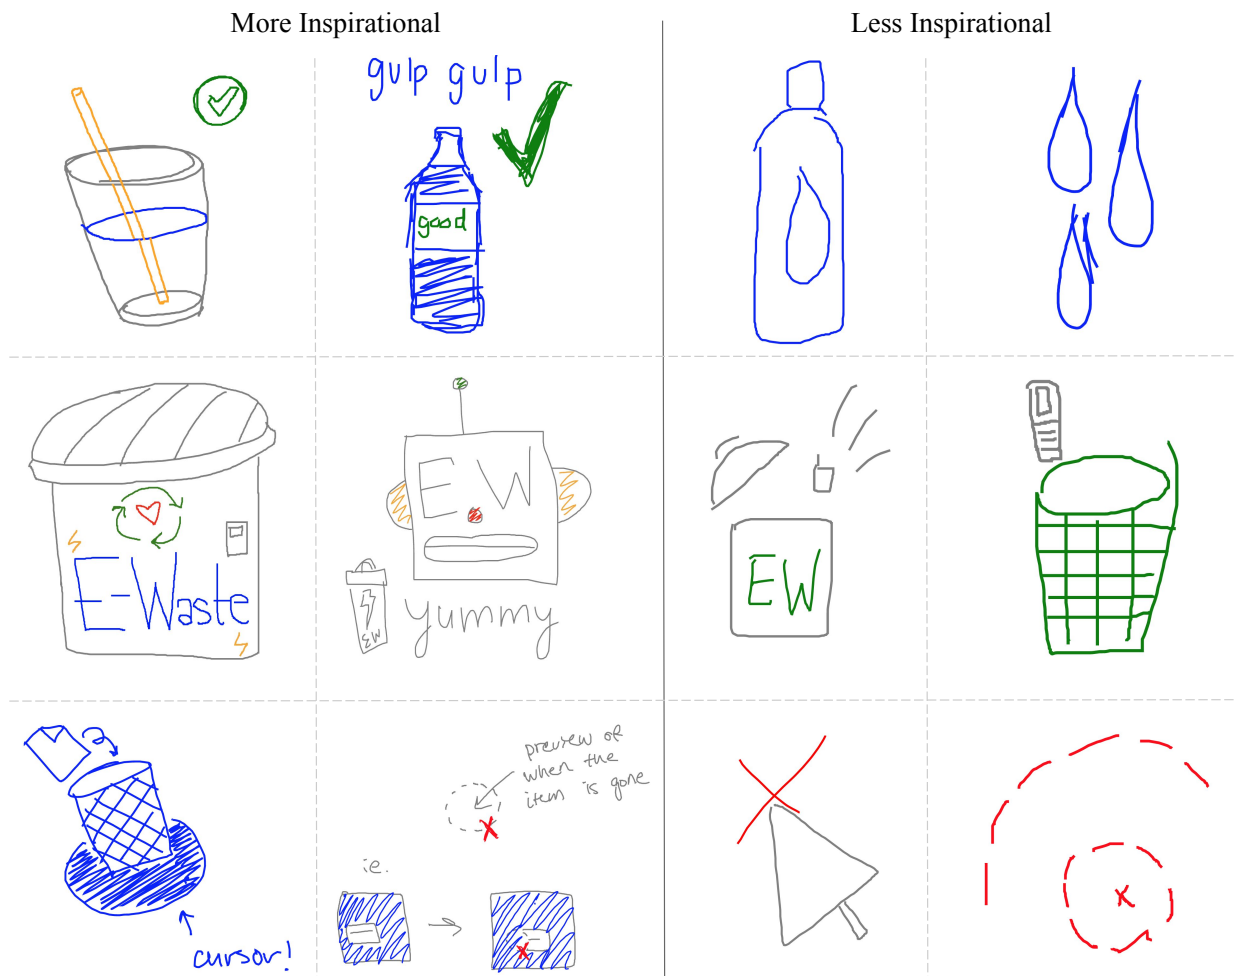 More Inspirational
Less Inspirational
gulp gulp
good
E-Waste
EW
EW
yummy
EW
preview of
when the
item is gone
i.e.
cursor!